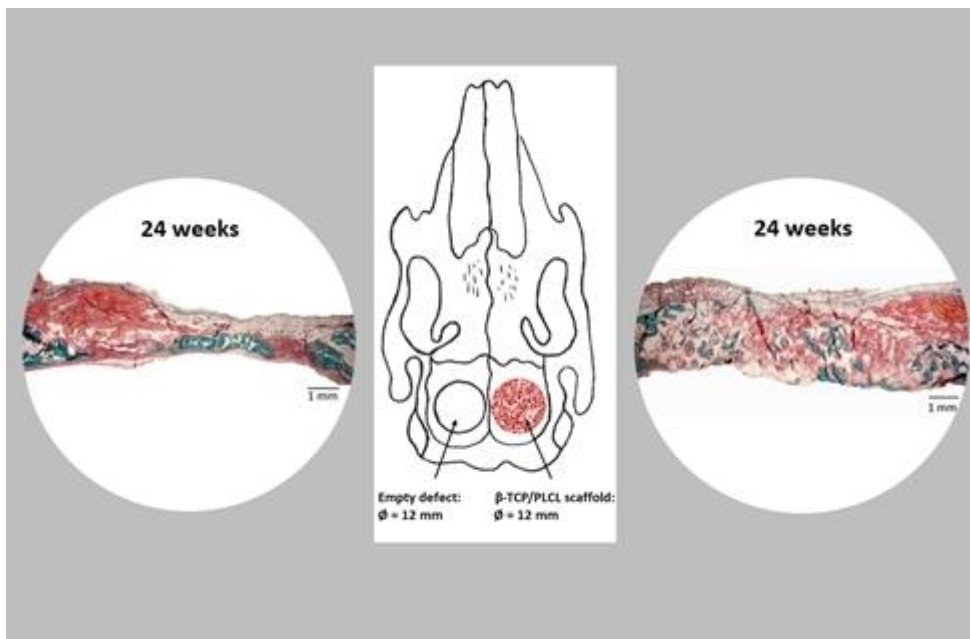 24 weeks
1 mm
Empty defect:
Ø = 12 mm
β-TCP/PLCL scaffold:
Ø = 12 mm
24 weeks
1 mm